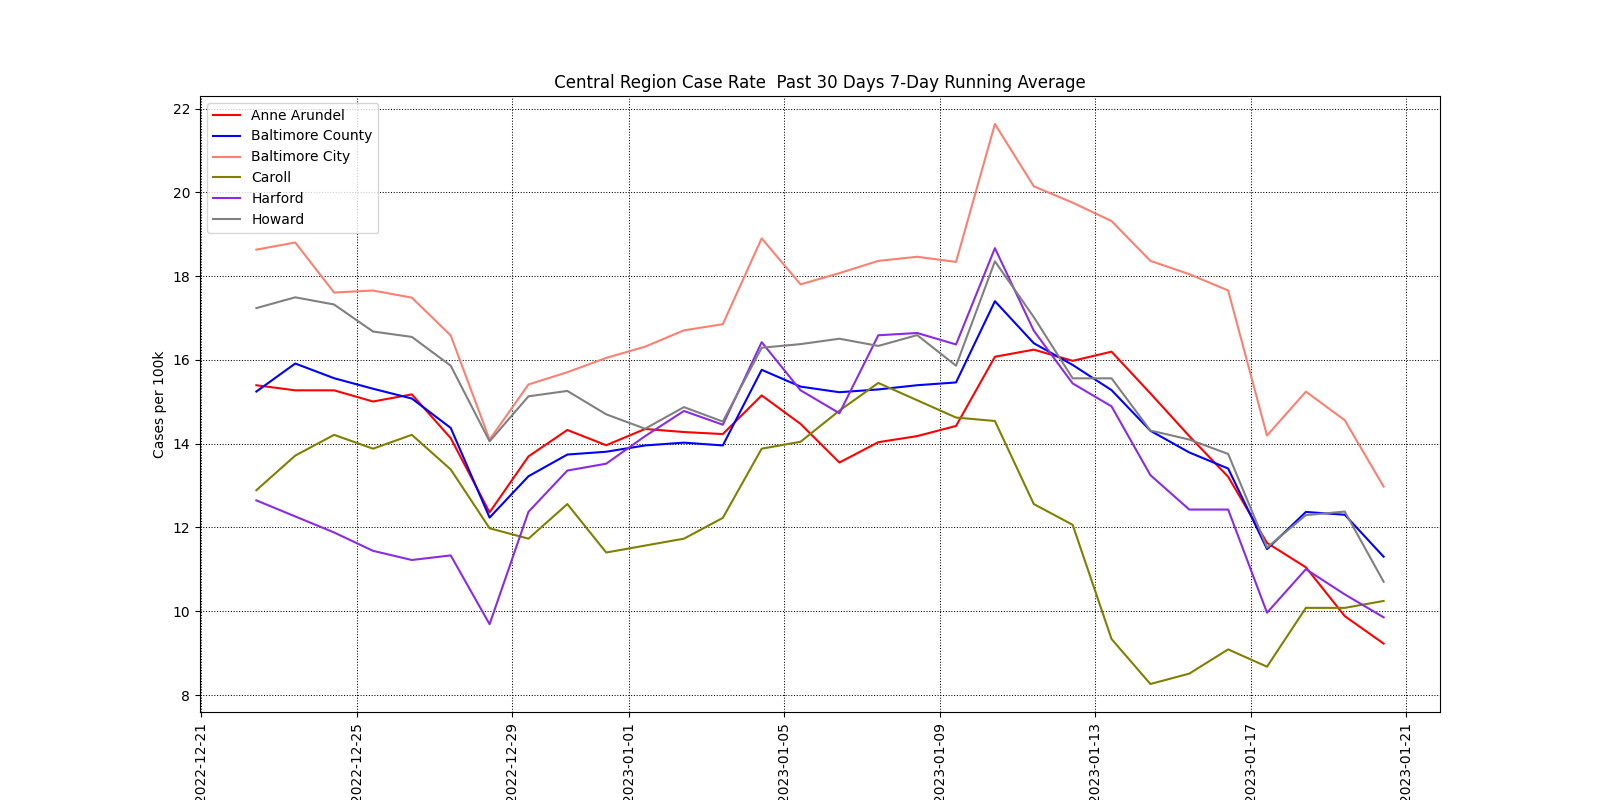 Central Region Case Rate  Past 30 Days 7-Day Running Average
Anne Arundel
Baltimore County
Baltimore City
Caroll
Harford
Howard
Cases per 100k
22
20
18
16
14
12
10
8
2022-12-21
2022-12-25
2022-12-29
2023-01-01
2023-01-05
2023-01-09
2023-01-13
2023-01-17
2023-01-21